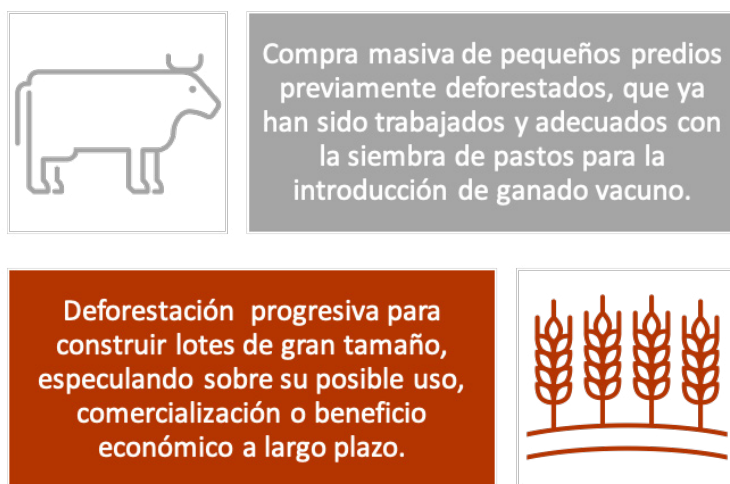 Compra masiva de pequeños predios
previamente deforestados, que ya
han sido trabajados y adecuados con
la siembra de pastos para la
introducción de ganado vacuno.
Deforestación progresiva para
construir lotes de gran tamaño,
especulando sobre su posible uso,
comercialización o beneficio
económico a largo plazo.